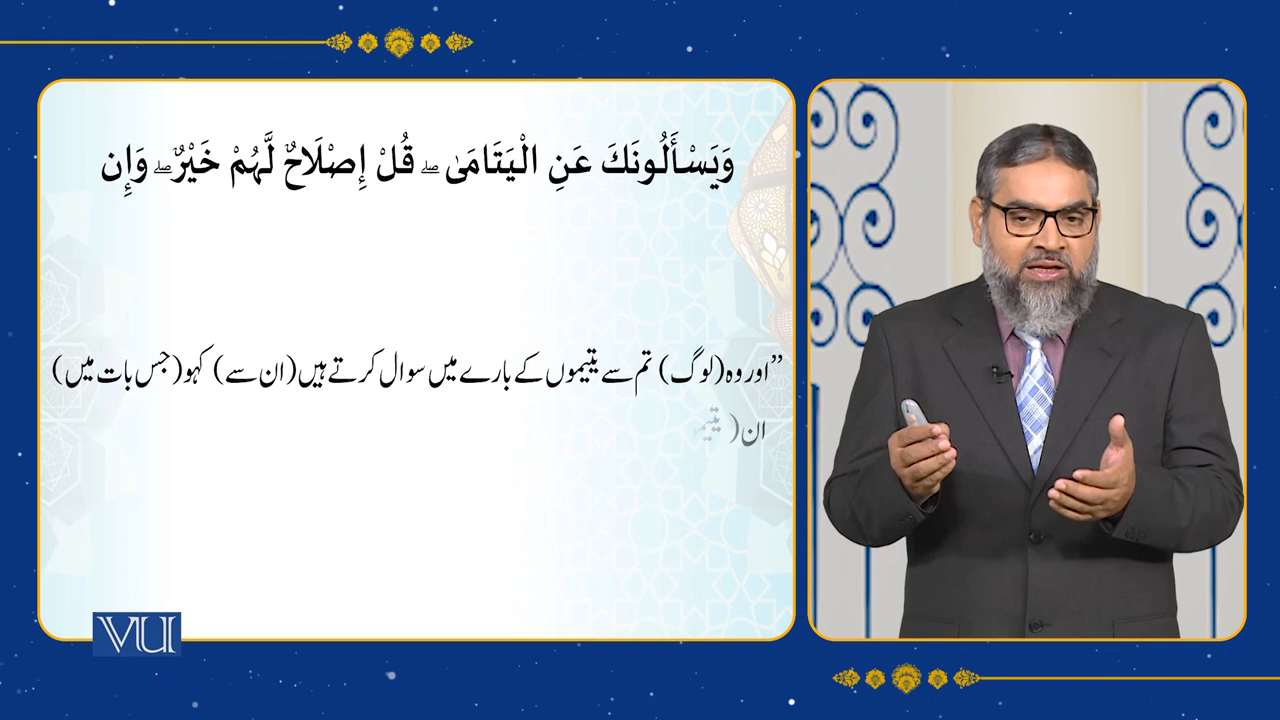 وَيَسْأَلُونَكَ عَنِ الْيَتَامَىٰ ۖ قُلْ إِصْلَاحٌ لَّهُمْ خَيْرٌ ۖ وَإِن
”اور وہ (لوگ) تم سے یتیموں کے بارے میں سوال کرتے ہیں (ان سے) کہو (جس بات میں)
ان (
VU